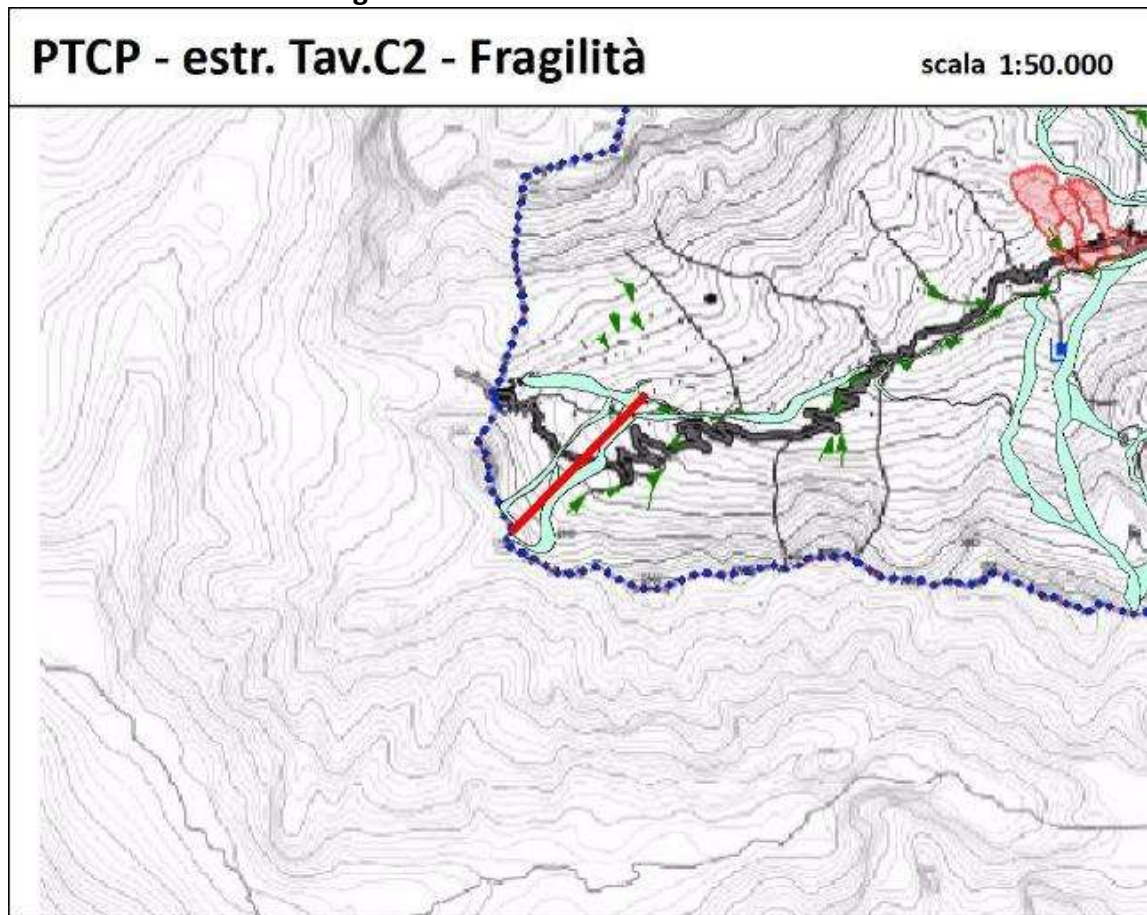 PTCP - estr. Tav.C2 - Fragilità
scala 1:50.000